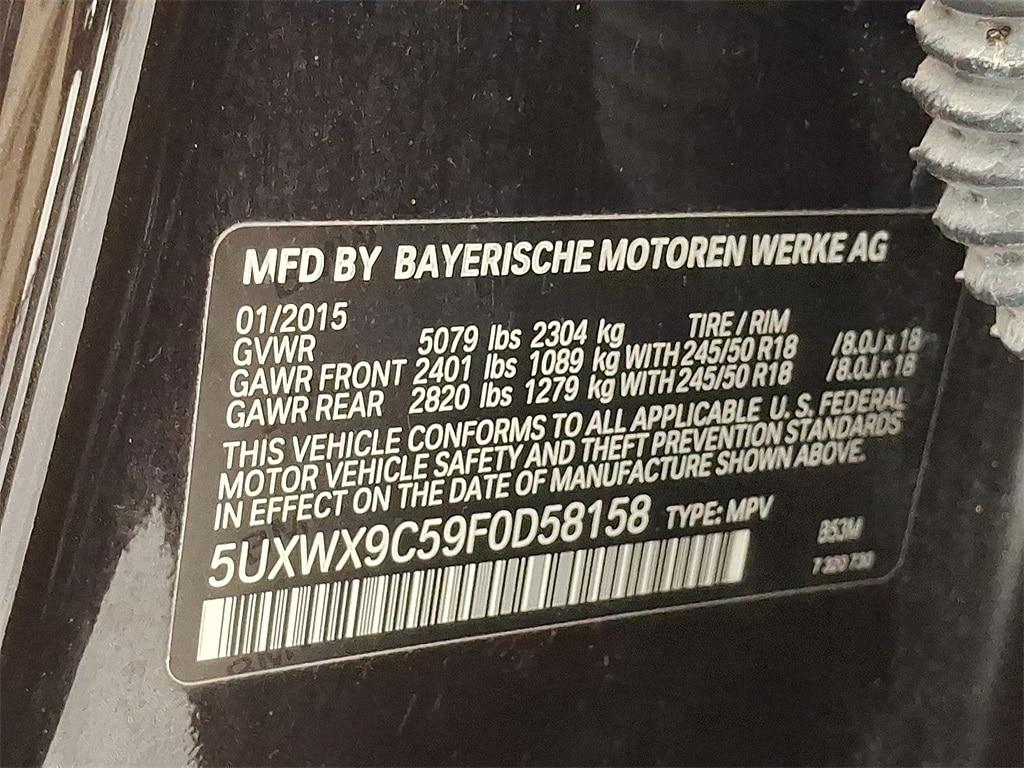 MFD BY BAYERISCHE MOTOREN WERKE AG
01/2015 TIRE / RIM
GVWR 5079 lbs 2304 kg
GAWR FRONT 2401 lbs 1089 kg WITH 245/50 R18 /8.0J x 18
GAWR REAR 2820 lbs 1279 kg WITH 245/50 R18 /8.0J x 18
THIS VEHICLE CONFORMS TO ALL APPLICABLE U.S. FEDERAL
MOTOR VEHICLE SAFETY AND THEFT PREVENTION STANDARDS
IN EFFECT ON THE DATE OF MANUFACTURE SHOWN ABOVE.
5UXWX9C59F0D58158 TYPE: MPV